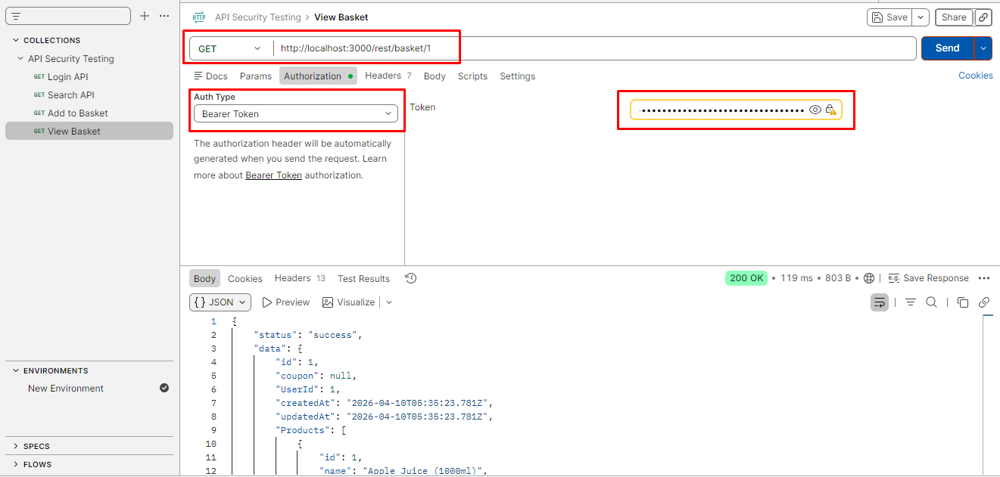 COLLECTIONS
API Security Testing
GET Login API
GET Search API
GET Add to Basket
GET View Basket
ENVIRONMENTS
New Environment
SPECS
FLOWS
HTTP API Security Testing > View Basket
Save
Share
GET http://localhost:3000/rest/basket/1
Send
Docs Params Authorization Headers 7 Body Scripts Settings
Cookies
Auth Type
Bearer Token
Token
The authorization header will be automatically
generated when you send the request. Learn
more about Bearer Token authorization.
Body Cookies Headers 13 Test Results
200 OK • 119 ms • 803 B • e.g. Save Response
{} JSON Preview Visualize
1 {
2 "status": "success",
3 "data": {
4 "id": 1,
5 "coupon": null,
6 "UserId": 1,
7 "createdAt": "2026-04-10T05:35:23.781Z",
8 "updatedAt": "2026-04-10T05:35:23.781Z",
9 "Products": [
10 {
11 "id": 1,
12 "name": "Apple Juice (1000ml)",